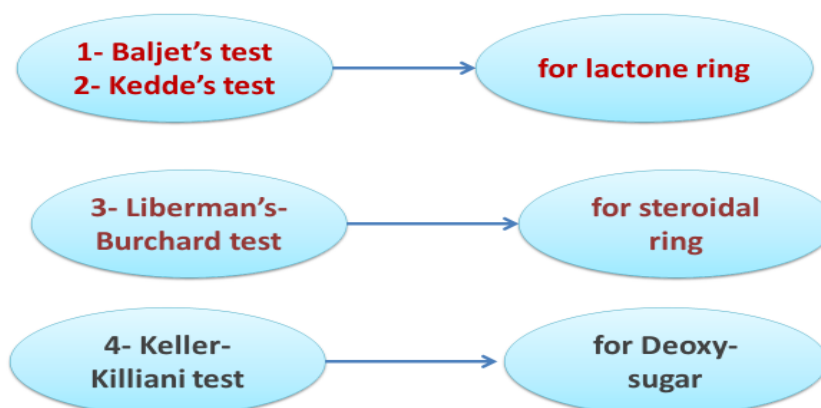 1- Baljet's test
2- Kedde's test
for lactone ring
3- Liberman's-
Burchard test
for steroidal
ring
4- Keller-
Killiani test
for Deoxy-
sugar